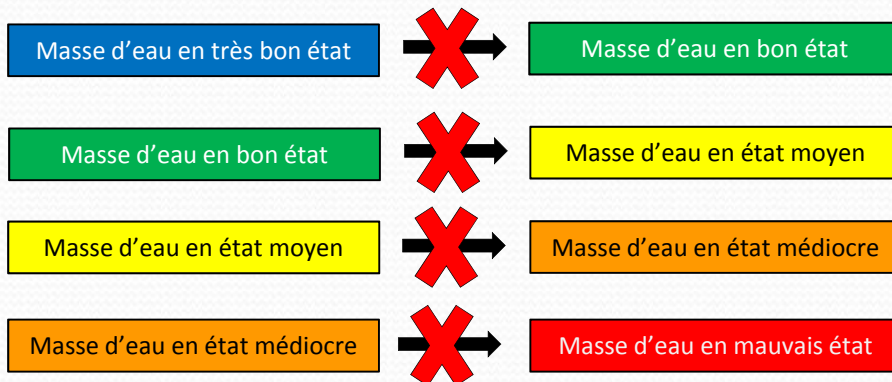 Masse d’eau en très bon état
Masse d’eau en bon état
Masse d’eau en bon état
Masse d’eau en état moyen
Masse d’eau en état moyen
Masse d’eau en état médiocre
Masse d’eau en état médiocre
Masse d’eau en mauvais état